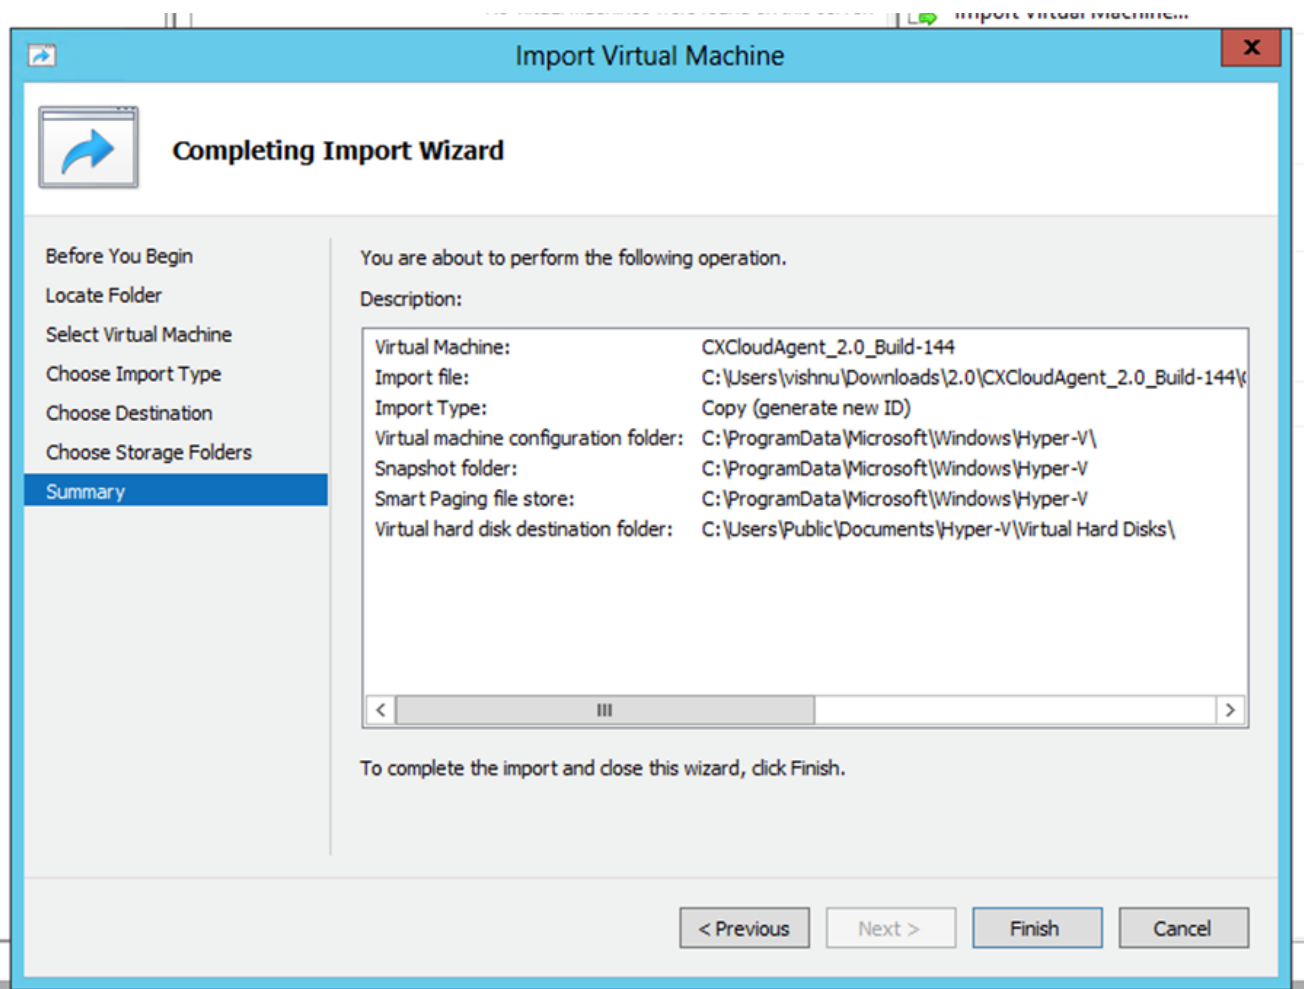 Import Virtual Machine...
Import Virtual Machine
x
Completing Import Wizard
Before You Begin
Locate Folder
Select Virtual Machine
Choose Import Type
Choose Destination
Choose Storage Folders
Summary
You are about to perform the following operation.
Description:
Virtual Machine: CXCloudAgent_2.0_Build-144
Import file: C:\Users\vishnu\Downloads\2.0\CXCloudAgent_2.0_Build-144\
Import Type: Copy (generate new ID)
Virtual machine configuration folder: C:\ProgramData\Microsoft\Windows\Hyper-V\
Snapshot folder: C:\ProgramData\Microsoft\Windows\Hyper-V
Smart Paging file store: C:\ProgramData\Microsoft\Windows\Hyper-V
Virtual hard disk destination folder: C:\Users\Public\Documents\Hyper-V\Virtual Hard Disks\
To complete the import and close this wizard, click Finish.
< Previous
Next >
Finish
Cancel